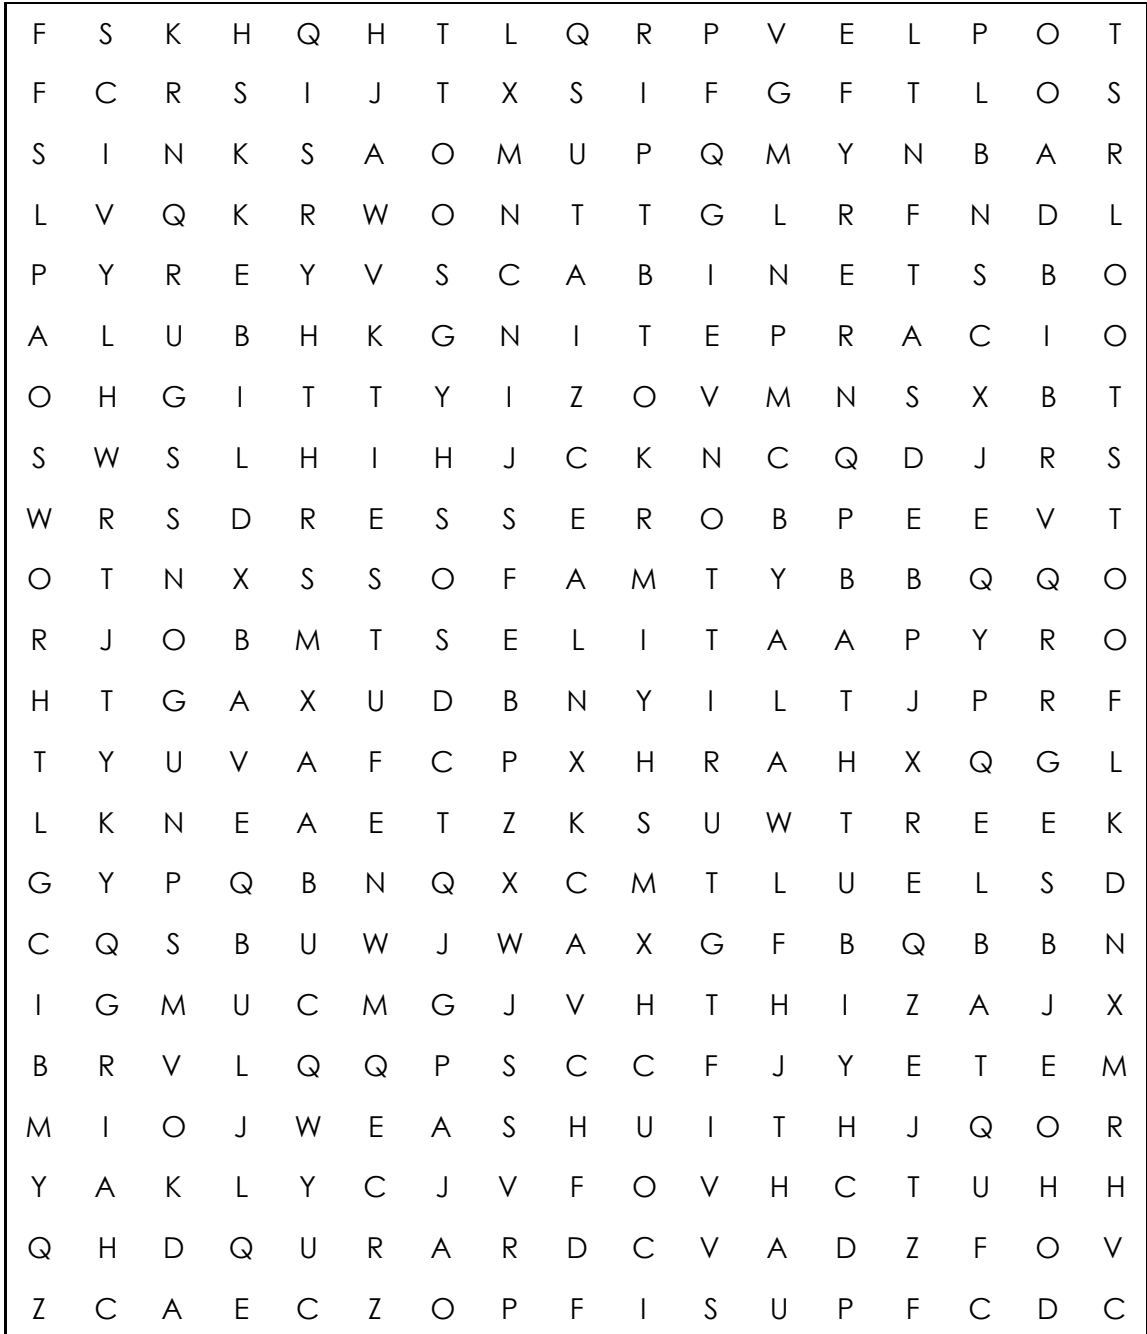 F S K H Q H T L Q R P V E L P O T
F C R S I J T X S I F G F T L O S
S I N K S A O M U P Q M Y N B A R
L V Q K R W O N T T G L R F N D L
P Y R E Y V S C A B I N E T S B O
A L U B H K G N I T E P R A C I O
O H G I T T Y I Z O V M N S X B T
S W S L H I H J C K N C Q D J R S
W R S D R E S S E R O B P E E V T
O T N X S S O F A M T Y B B Q Q O
R J O B M T S E L I T A A P Y R O
H T G A X U D B N Y I L T J P R F
T Y U V A F C P X H R A H X Q G L
L K N E A E T Z K S U W T R E E K
G Y P Q B N Q X C M T L U E L S D
C Q S B U W J W A X G F B Q B B N
I G M U C M G J V H T H I Z A J X
B R V L Q Q P S C C F J Y E T E M
M I O J W E A S H U I T H J Q O R
Y A K L Y C J V F O V H C T U H H
Q H D Q U R A R D C V A D Z F O V
Z C A E C Z O P F I S U P F C D C